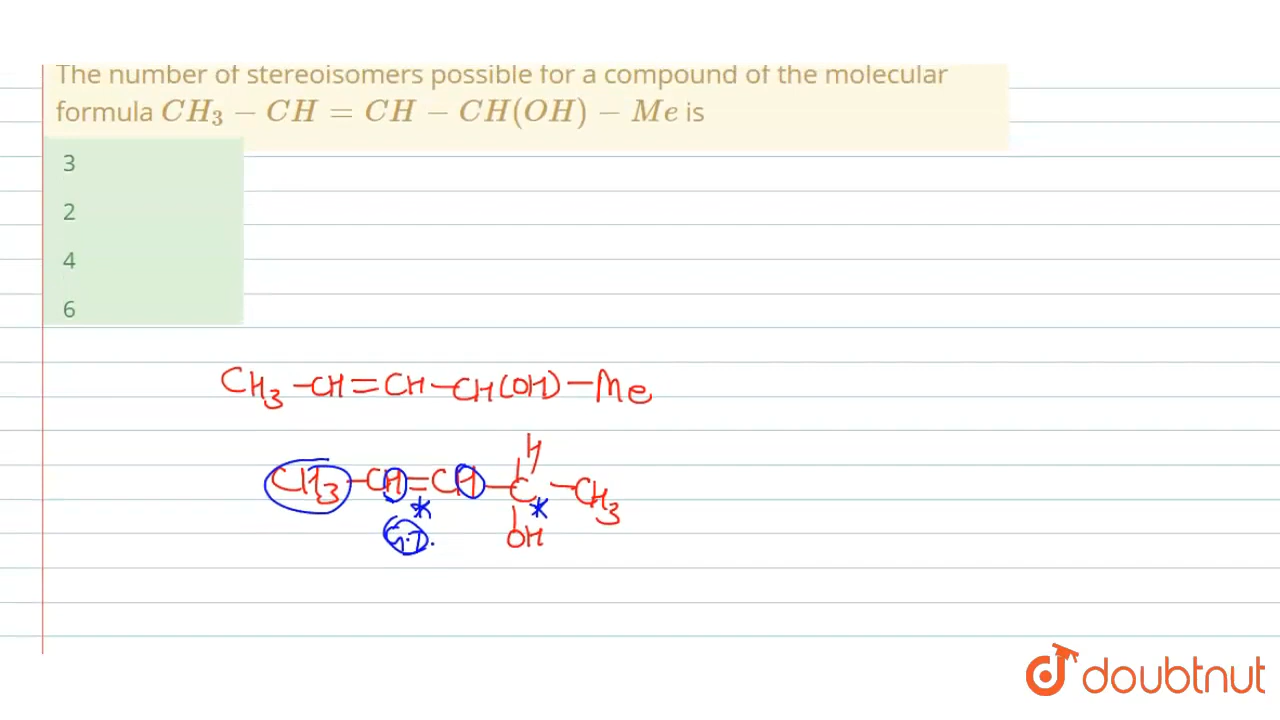 The number of stereoisomers possible for a compound of the molecular
formula CH₃ − CH = CH − CH(OH) − Me is
3
2
4
6
CH₃ − CH = CH − CH(OH) − Me
H
CH₃ − CH = CH − C − CH₃
* *
G.I. OH
doubtnut